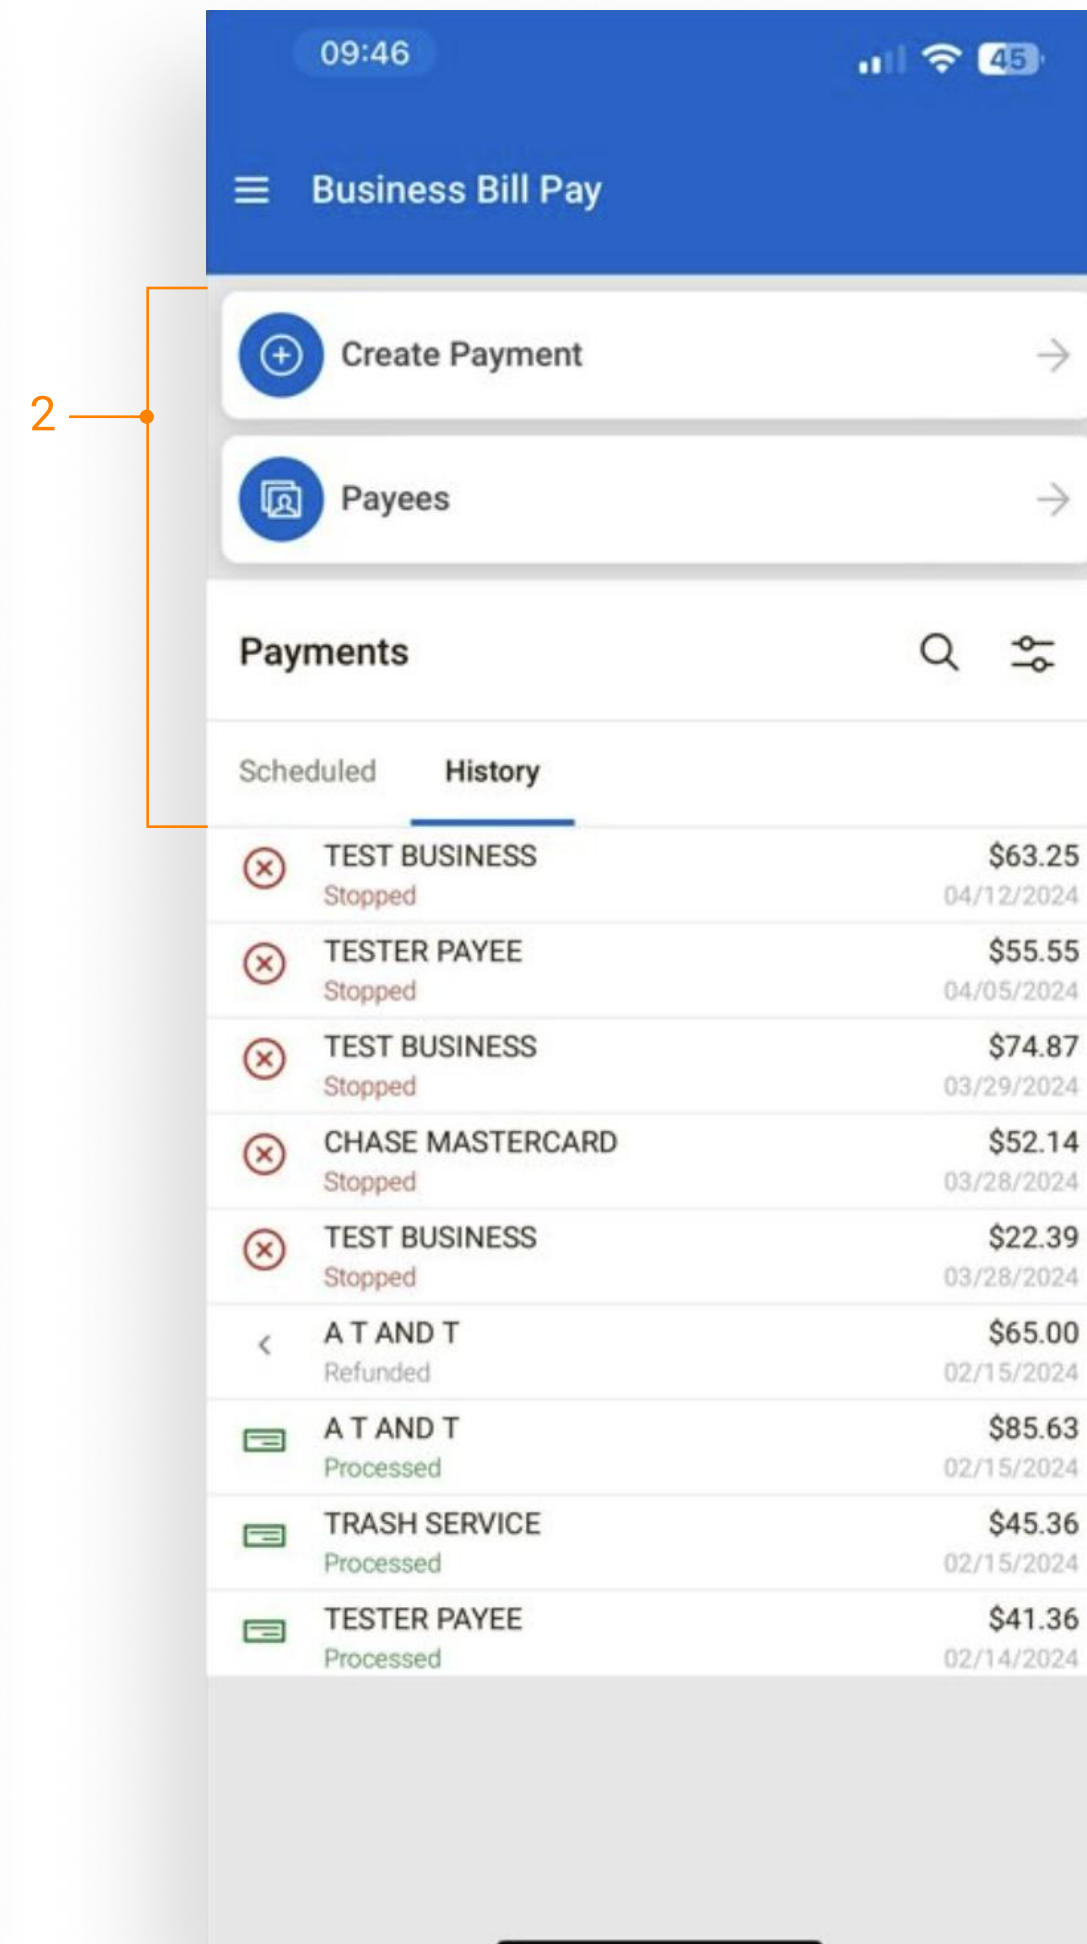 09:46
45
Business Bill Pay
2
Create Payment
Payees
Payments
Scheduled History
TEST BUSINESS $63.25
Stopped 04/12/2024
TESTER PAYEE $55.55
Stopped 04/05/2024
TEST BUSINESS $74.87
Stopped 03/29/2024
CHASE MASTERCARD $52.14
Stopped 03/28/2024
TEST BUSINESS $22.39
Stopped 03/28/2024
A T AND T $65.00
Refunded 02/15/2024
A T AND T $85.63
Processed 02/15/2024
TRASH SERVICE $45.36
Processed 02/15/2024
TESTER PAYEE $41.36
Processed 02/14/2024